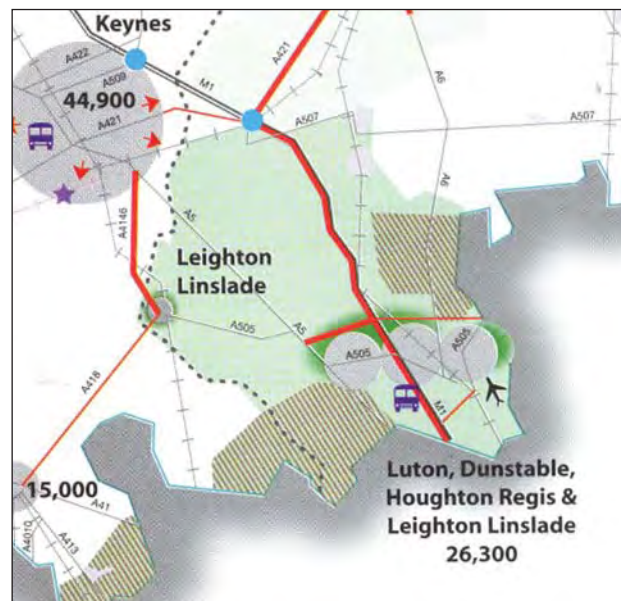 Keynes
A422
A509
44,900
A421
M1
A421
A507
A6
A507
A6
A4146
A5
Leighton
Linslade
A505
A5
A505
A505
A418
M1
15,000
A41
A4010
A413
Luton, Dunstable,
Houghton Regis &
Leighton Linslade
26,300